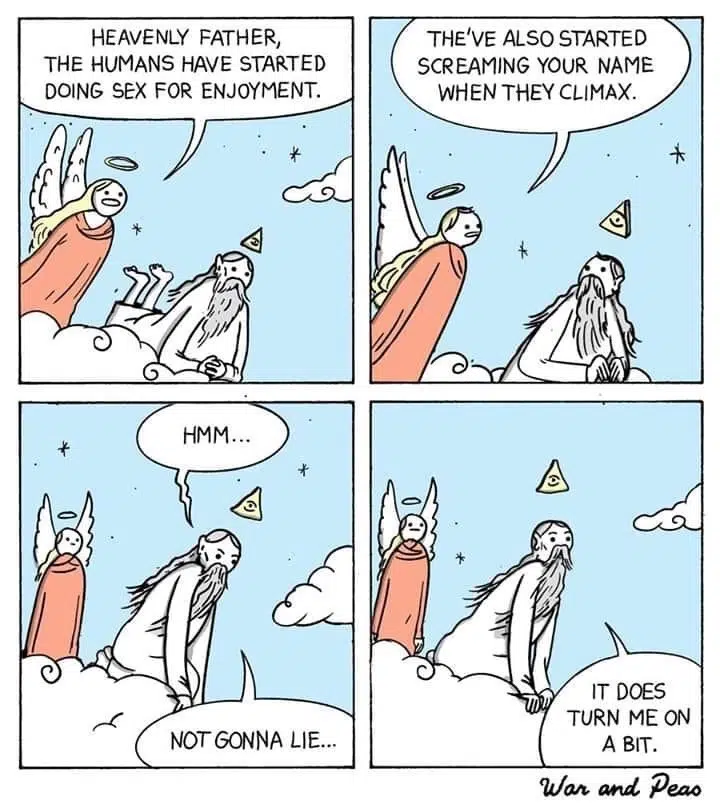 HEAVENLY FATHER,
THE HUMANS HAVE STARTED
DOING SEX FOR ENJOYMENT.
THE'VE ALSO STARTED
SCREAMING YOUR NAME
WHEN THEY CLIMAX.
HMM...
NOT GONNA LIE...
IT DOES
TURN ME ON
A BIT.
War and Peas